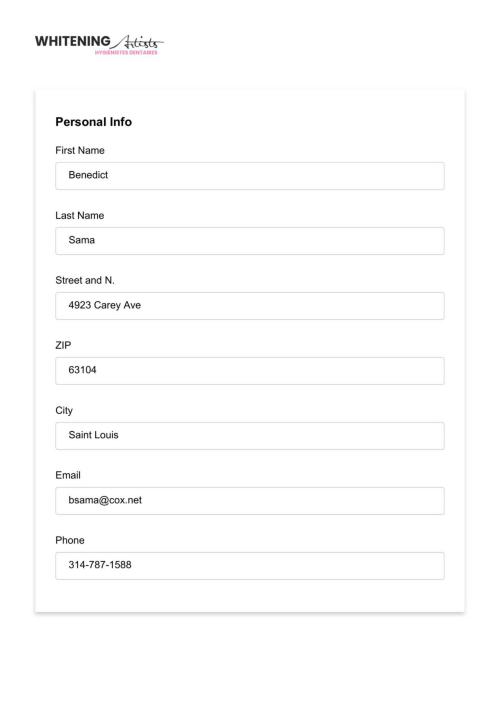 WHITENING Artists
HYGIÉNISTES DENTAIRES
Personal Info
First Name
Benedict
Last Name
Sama
Street and N.
4923 Carey Ave
ZIP
63104
City
Saint Louis
Email
bsama@cox.net
Phone
314-787-1588